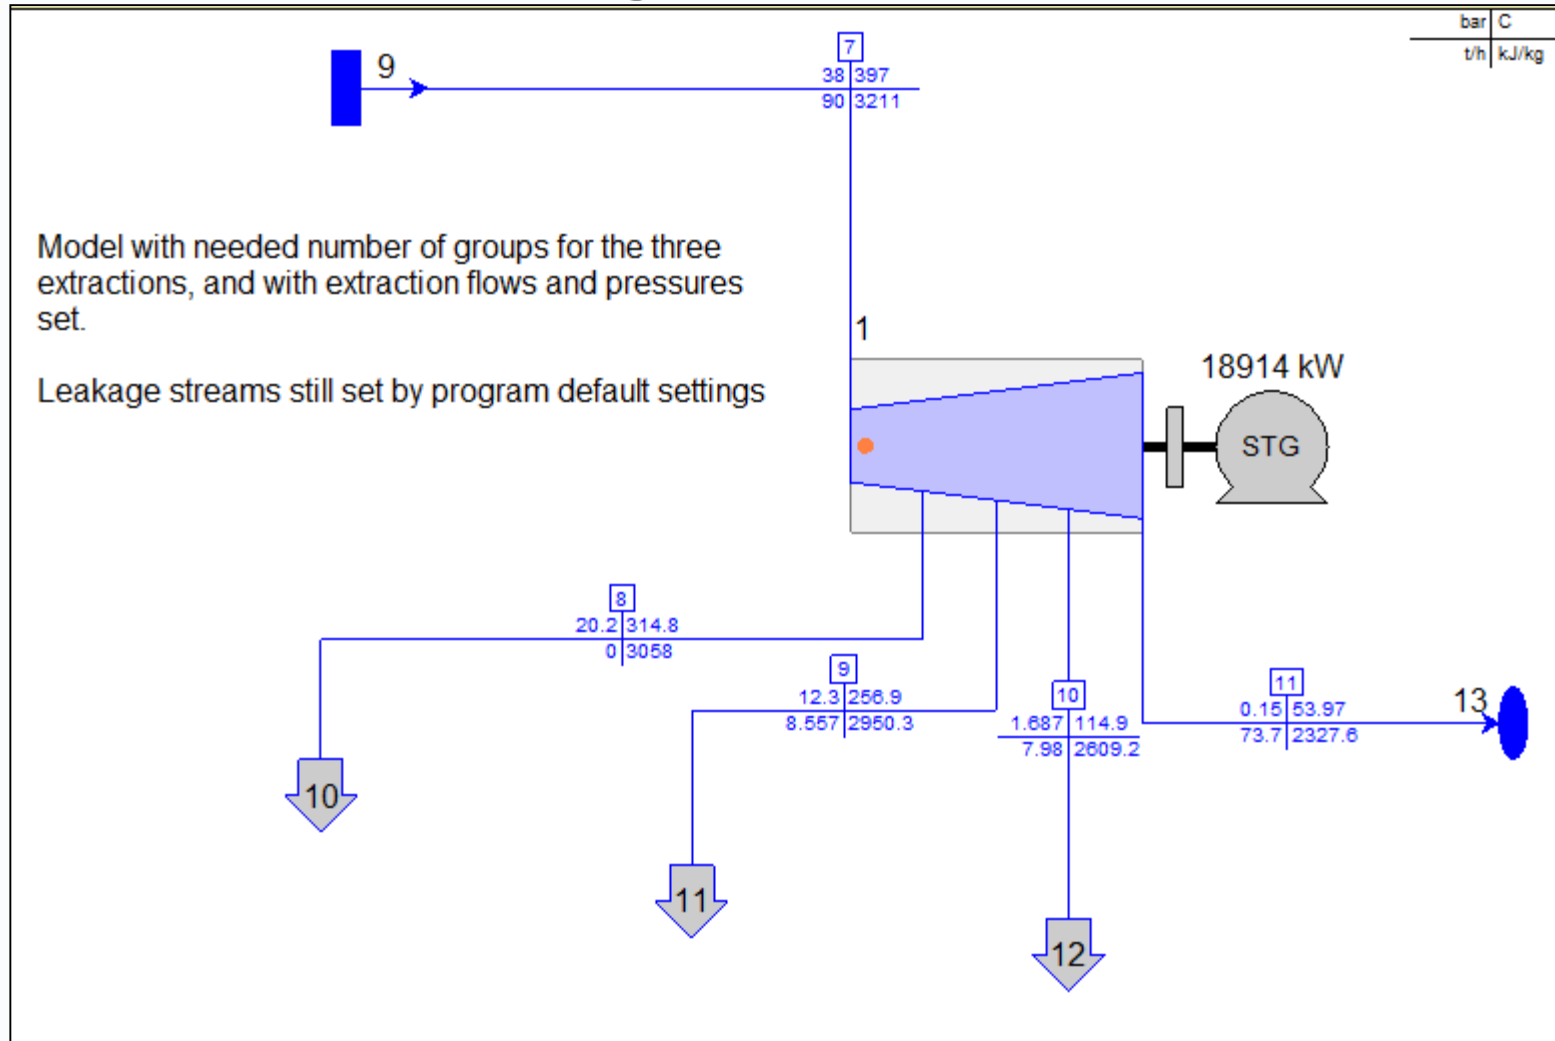 bar C
t/h kJ/kg
7
9
38 397
90 3211
Model with needed number of groups for the three
extractions, and with extraction flows and pressures
set.
Leakage streams still set by program default settings
1
18914 kW
STG
8
20.2 314.8
0 3058
9
12.3 256.9
8.557 2950.3
10
1.687 114.9
7.98 2609.2
11
0.15 53.97
73.7 2327.6
13
10
11
12